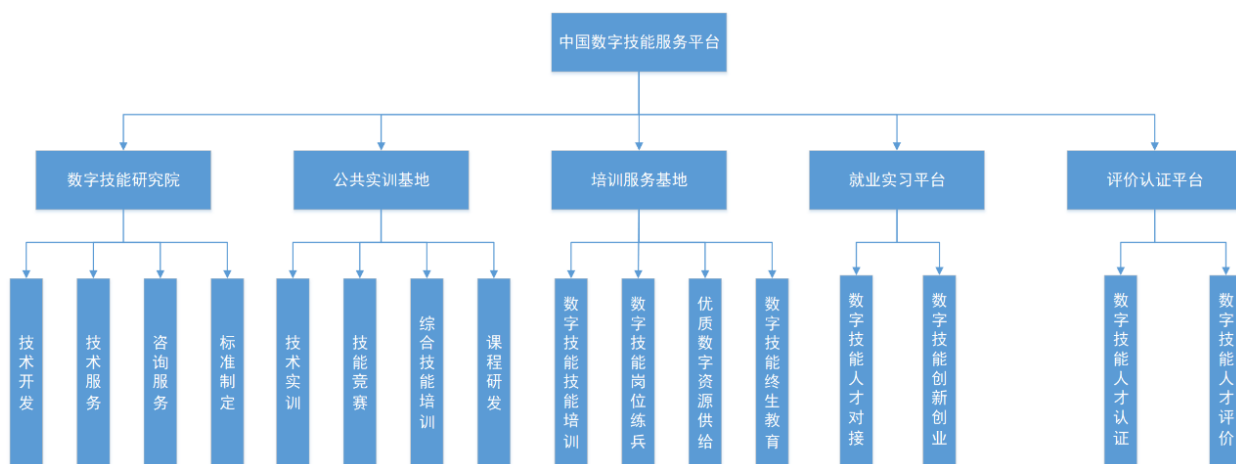 中国数字技能服务平台
数字技能研究院
公共实训基地
培训服务基地
就业实习平台
评价认证平台
技术开发
技术服务
咨询服务
标准制定
技术实训
技能竞赛
综合技能培训
课程研发
数字技能技能培训
数字技能岗位练兵
优质数字资源供给
数字技能终生教育
数字技能人才对接
数字技能创新创业
数字技能人才认证
数字技能人才评价